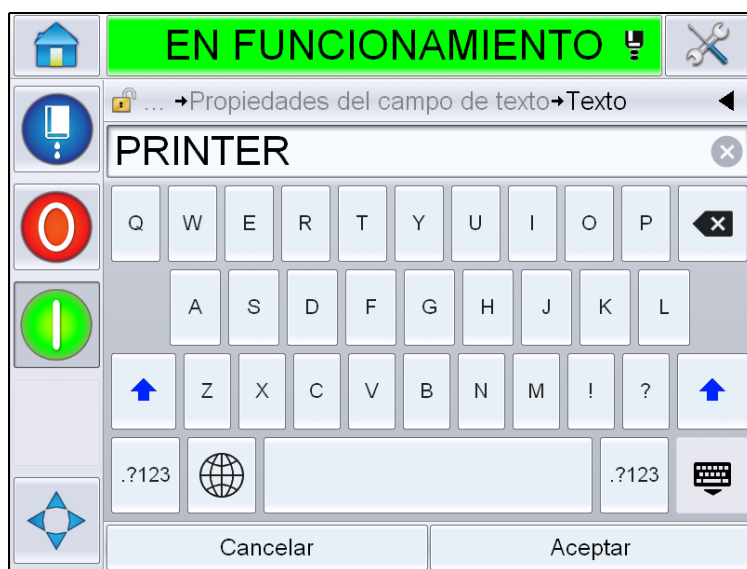 EN FUNCIONAMIENTO
... →Propiedades del campo de texto→Texto
PRINTER
Q W E R T Y U I O P
A S D F G H J K L
Z X C V B N M ! ?
.?123 .?123
Cancelar Aceptar